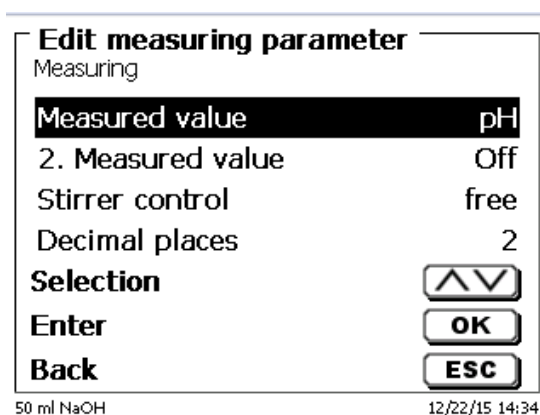 Edit measuring parameter
Measuring
Measured value pH
2. Measured value Off
Stirrer control free
Decimal places 2
Selection
Enter OK
Back ESC
50 ml NaOH 12/22/15 14:34